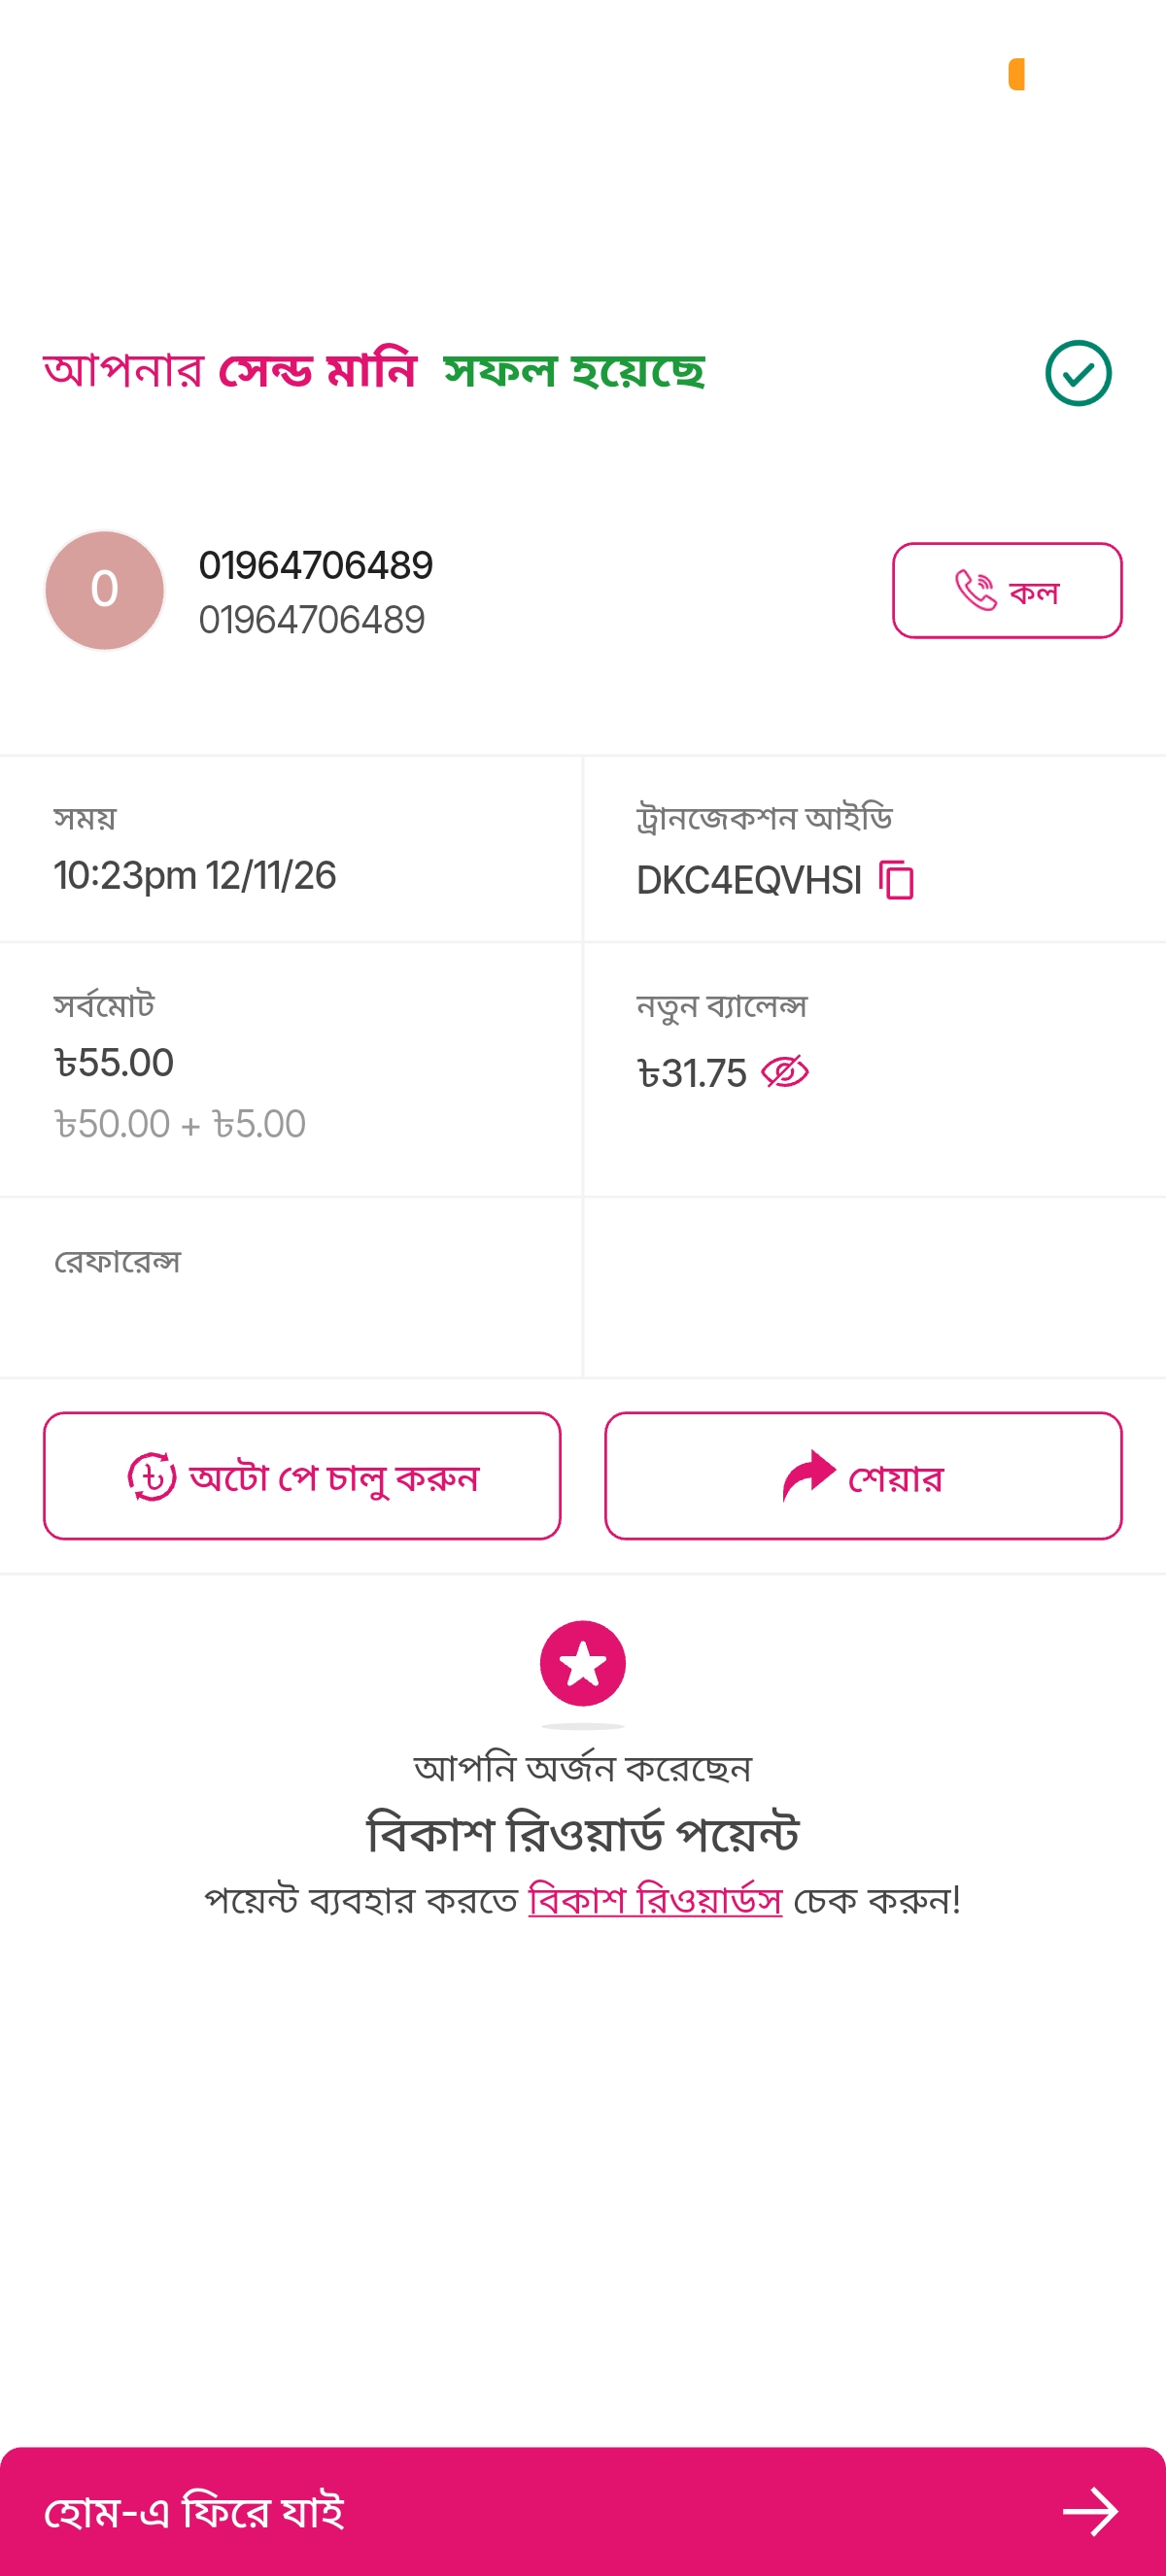 আপনার সেন্ড মানি সফল হয়েছে
0
01964706489
01964706489
কল
সময়
10:23pm 12/11/26
ট্রানজেকশন আইডি
DKC4EQVHSI
সর্বমোট
৳55.00
৳50.00 + ৳5.00
নতুন ব্যালেন্স
৳31.75
রেফারেন্স
অটো পে চালু করুন
শেয়ার
আপনি অর্জন করেছেন
বিকাশ রিওয়ার্ড পয়েন্ট
পয়েন্ট ব্যবহার করতে বিকাশ রিওয়ার্ডস চেক করুন!
হোম-এ ফিরে যাই